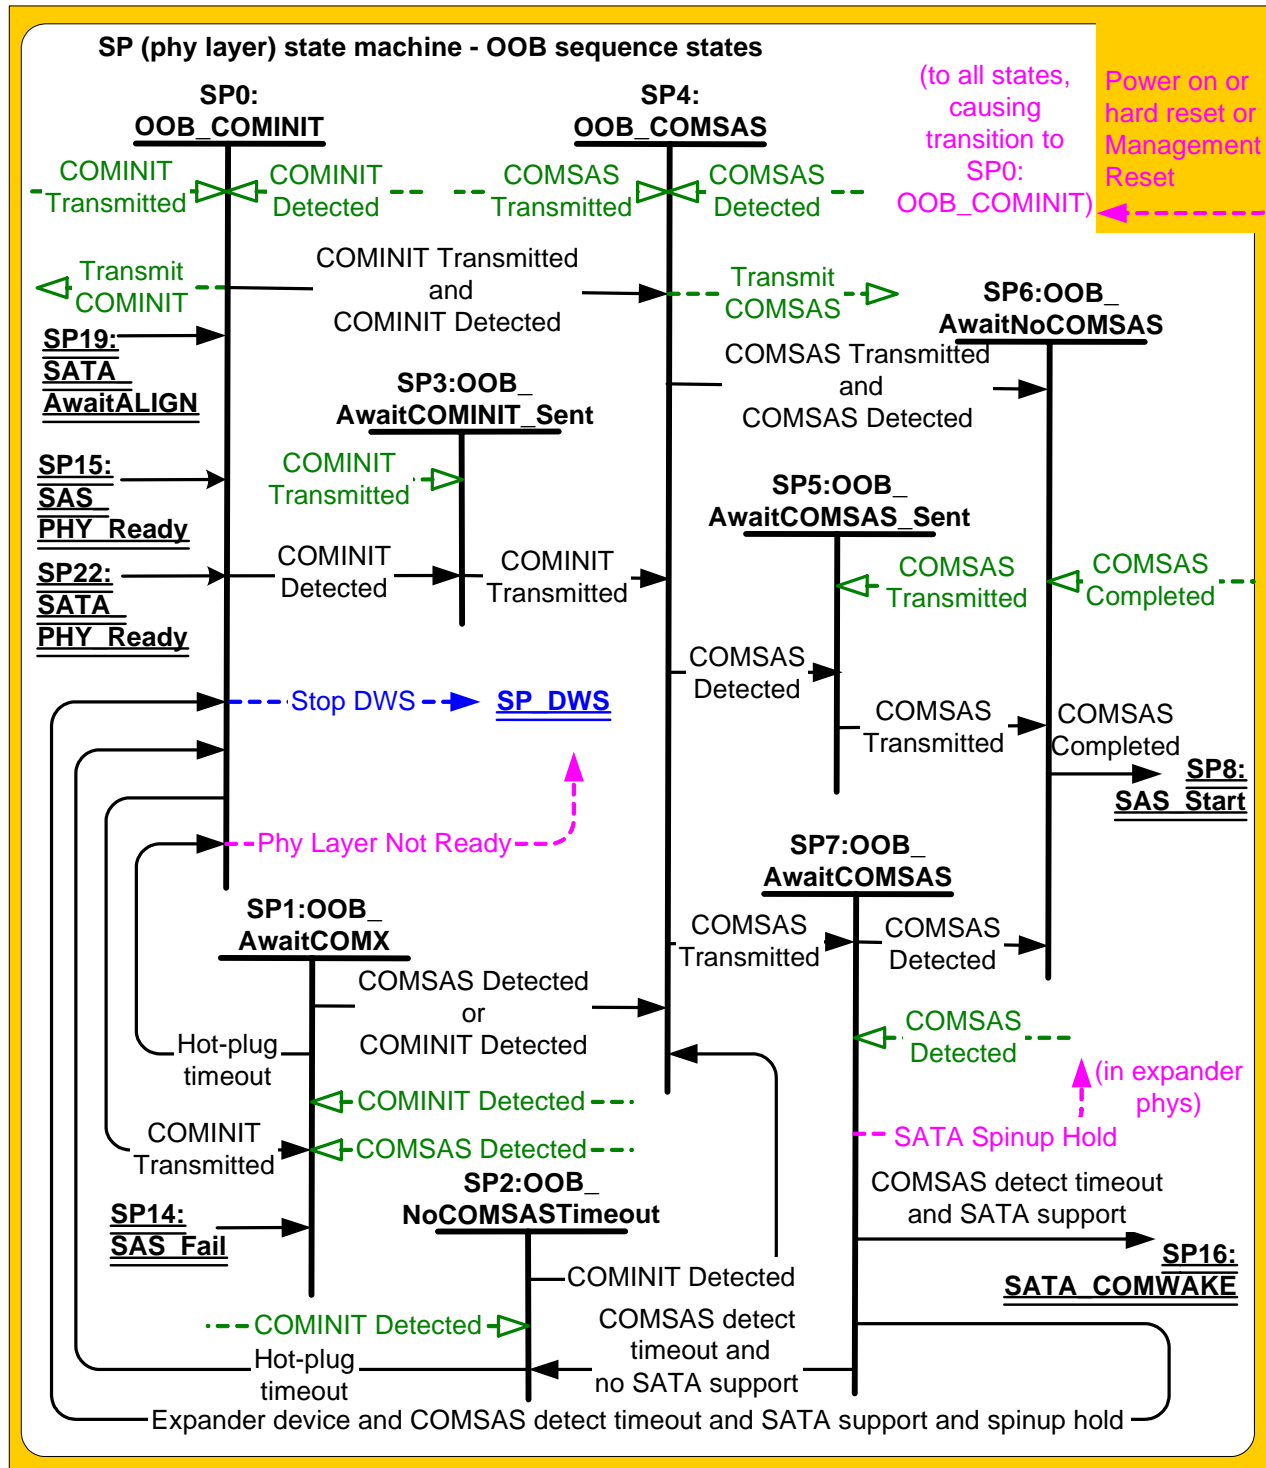 SP (phy layer) state machine - OOB sequence states
(to all states,
causing
transition to
SP0:
OOB_COMINIT)
Power on or
hard reset or
Management
Reset
SP0:
OOB_COMINIT
SP4:
OOB_COMSAS
COMINIT
Transmitted
COMINIT
Detected
COMSAS
Transmitted
COMSAS
Detected
Transmit
COMINIT
COMINIT Transmitted
and
COMINIT Detected
Transmit
COMSAS
SP6:OOB_
AwaitNoCOMSAS
SP19:
SATA_
AwaitALIGN
SP3:OOB_
AwaitCOMINIT_Sent
COMSAS Transmitted
and
COMSAS Detected
SP15:
SAS_
PHY_Ready
COMINIT
Transmitted
SP5:OOB_
AwaitCOMSAS_Sent
SP22:
SATA_
PHY_Ready
COMINIT
Detected
COMINIT
Transmitted
COMSAS
Transmitted
COMSAS
Completed
COMSAS
Detected
Stop DWS
SP_DWS
COMSAS
Transmitted
COMSAS
Completed
SP8:
SAS_Start
Phy Layer Not Ready
SP7:OOB_
AwaitCOMSAS
SP1:OOB_
AwaitCOMX
COMSAS
Transmitted
COMSAS
Detected
COMSAS Detected
or
COMINIT Detected
Hot-plug
timeout
COMSAS
Detected
COMINIT Detected
(in expander
phys)
COMINIT
Transmitted
COMSAS Detected
SATA Spinup Hold
SP2:OOB_
NoCOMSASTimeout
COMSAS detect timeout
and SATA support
SP14:
SAS_Fail
SP16:
SATA_COMWAKE
COMINIT Detected
COMINIT Detected
COMSAS detect
timeout and
no SATA support
Hot-plug
timeout
Expander device and COMSAS detect timeout and SATA support and spinup hold